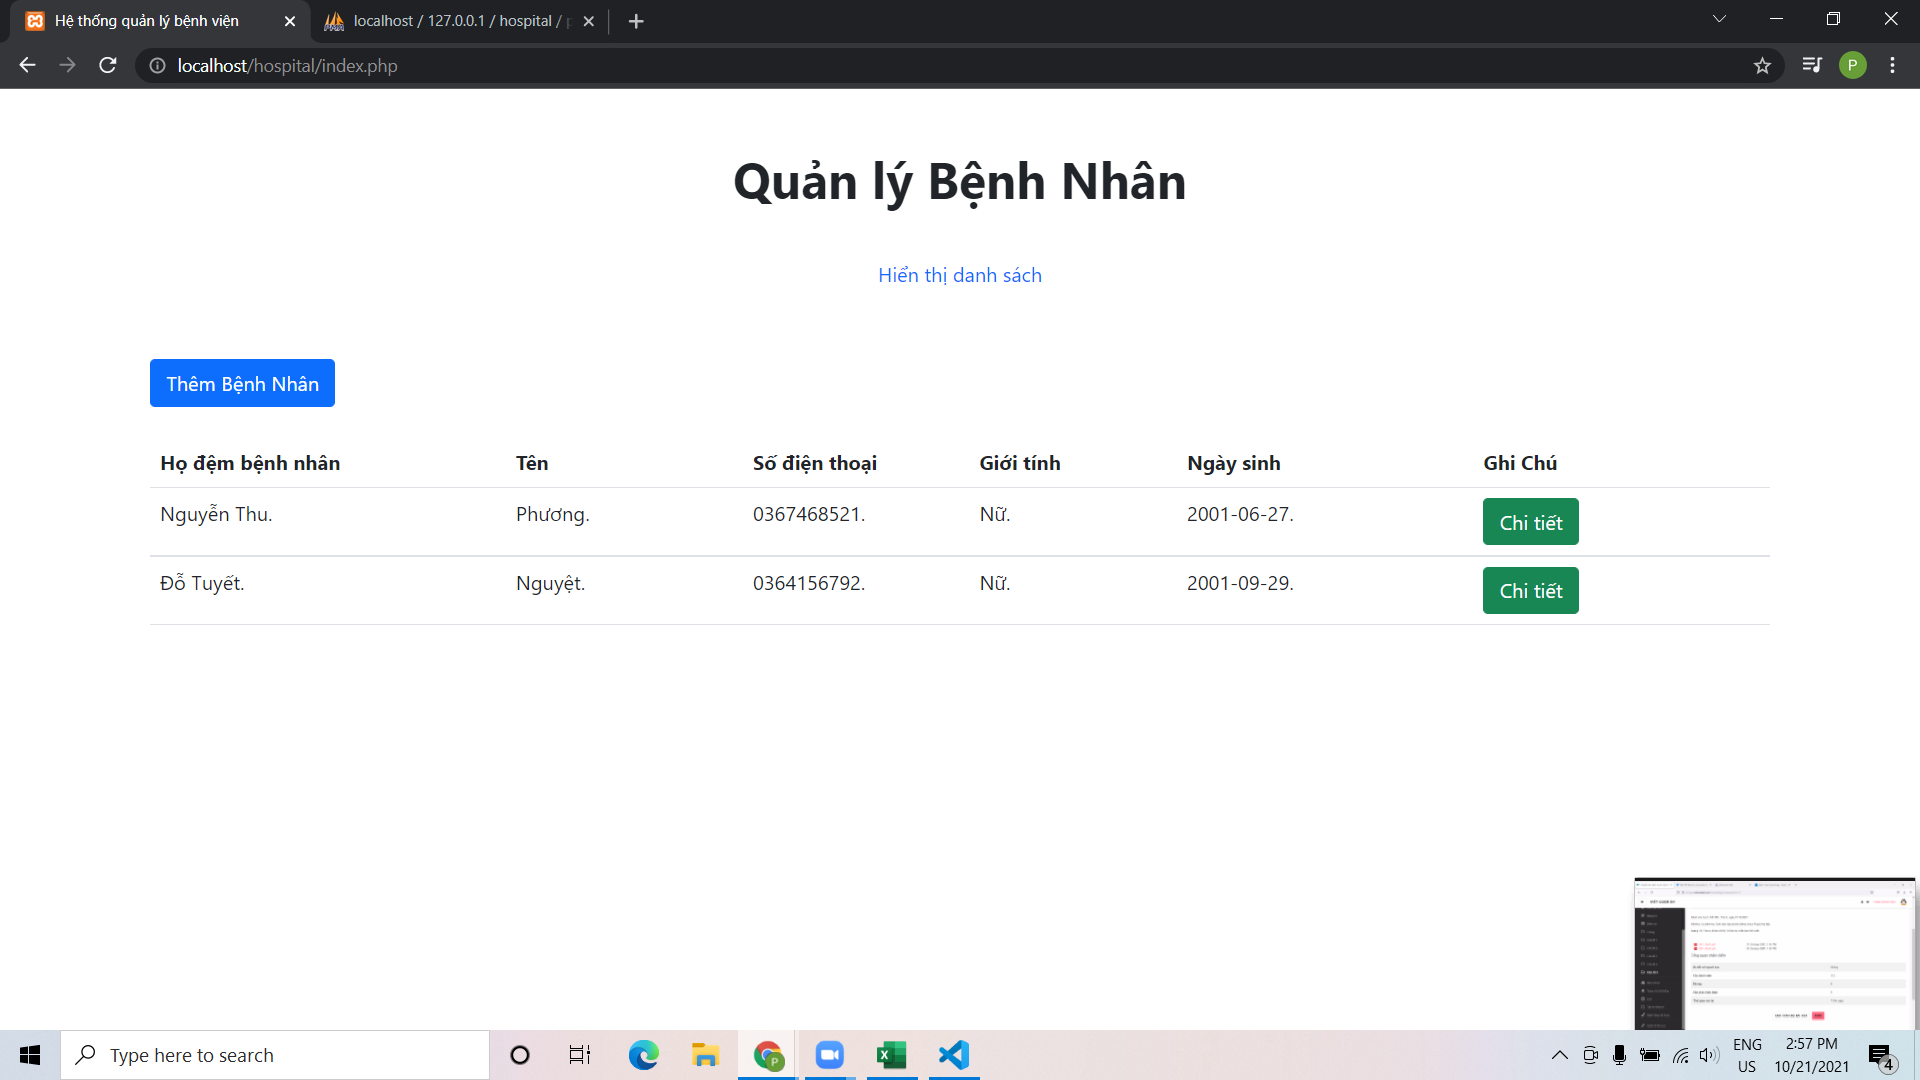 Hệ thống quản lý bệnh viện
localhost / 127.0.0.1 / hospital /
localhost/hospital/index.php
P
Quản lý Bệnh Nhân
Hiển thị danh sách
Thêm Bệnh Nhân
Họ đệm bệnh nhân Tên Số điện thoại Giới tính Ngày sinh Ghi Chú
Nguyễn Thu. Phương. 0367468521. Nữ. 2001-06-27. Chi tiết
Đỗ Tuyết. Nguyệt. 0364156792. Nữ. 2001-09-29. Chi tiết
Type here to search
ENG
US
2:57 PM
10/21/2021
4